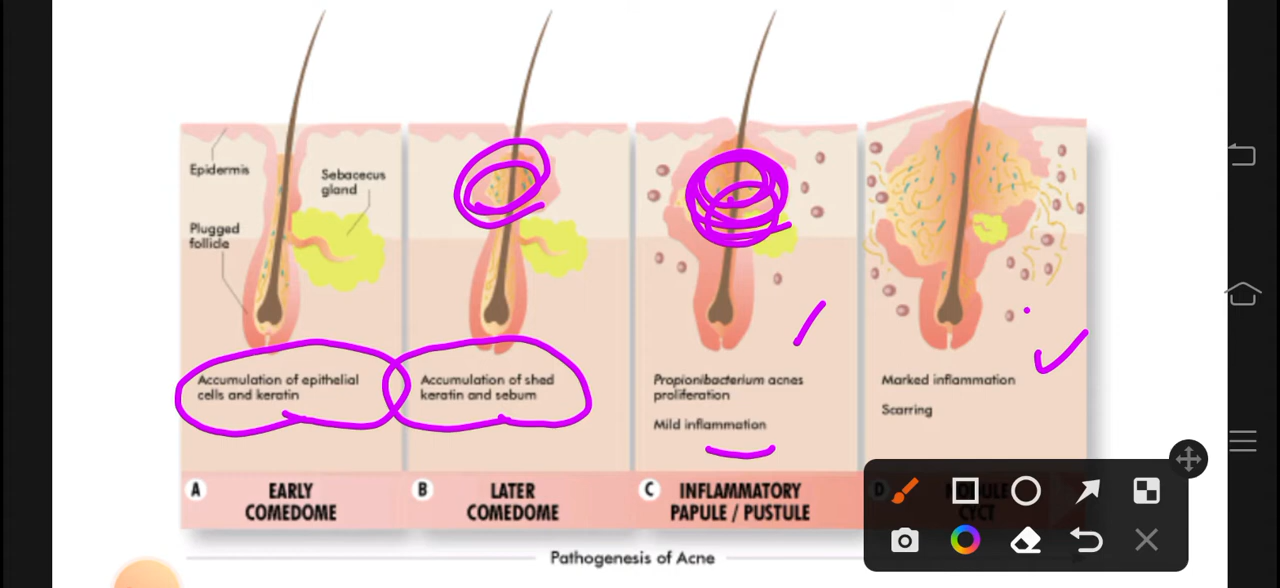 Epidermis
Sebacecus
gland
Plugged
follicle
Accumulation of epithelial
cells and keratin
Accumulation of shed
keratin and sebum
Propionibacterium acnes
proliferation
Mild inflammation
Marked inflammation
Scarring
A
EARLY
COMEDOME
B
LATER
COMEDOME
C
INFLAMMATORY
PAPULE / PUSTULE
Pathogenesis of Acne